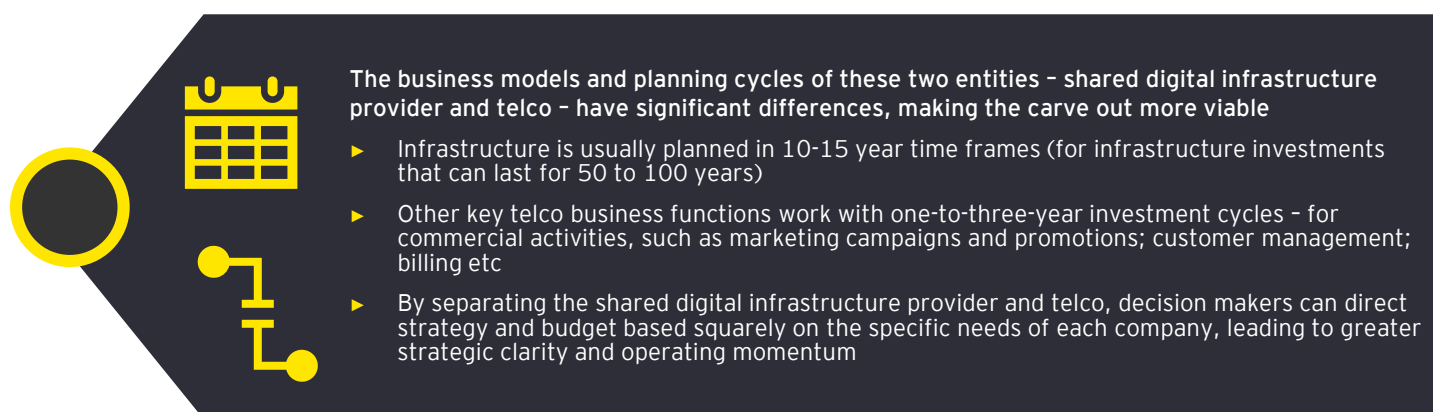 The business models and planning cycles of these two entities – shared digital infrastructure
provider and telco – have significant differences, making the carve out more viable
► Infrastructure is usually planned in 10-15 year time frames (for infrastructure investments
that can last for 50 to 100 years)
► Other key telco business functions work with one-to-three-year investment cycles – for
commercial activities, such as marketing campaigns and promotions; customer management;
billing etc
► By separating the shared digital infrastructure provider and telco, decision makers can direct
strategy and budget based squarely on the specific needs of each company, leading to greater
strategic clarity and operating momentum